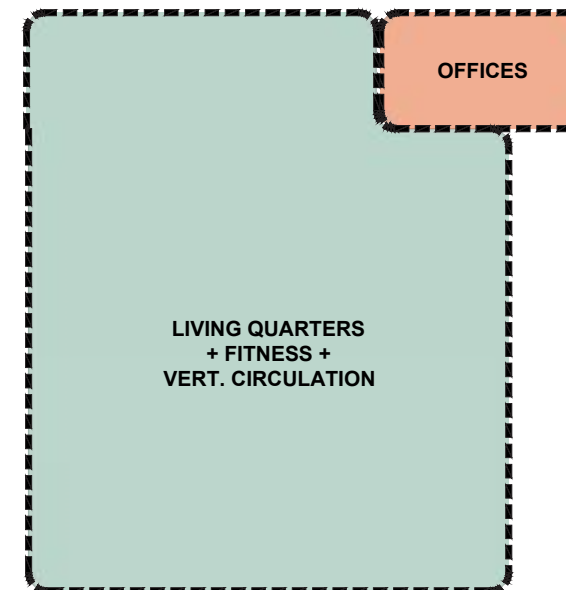 OFFICES
LIVING QUARTERS
+ FITNESS +
VERT. CIRCULATION